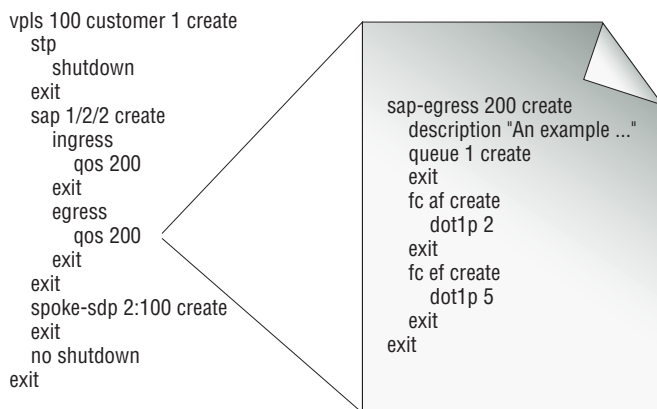 vpls 100 customer 1 create
stp
shutdown
exit
sap 1/2/2 create
ingress
qos 200
exit
egress
qos 200
exit
exit
spoke-sdp 2:100 create
exit
no shutdown
exit
sap-egress 200 create
description "An example ..."
queue 1 create
exit
fc af create
dot1p 2
exit
fc ef create
dot1p 5
exit
exit